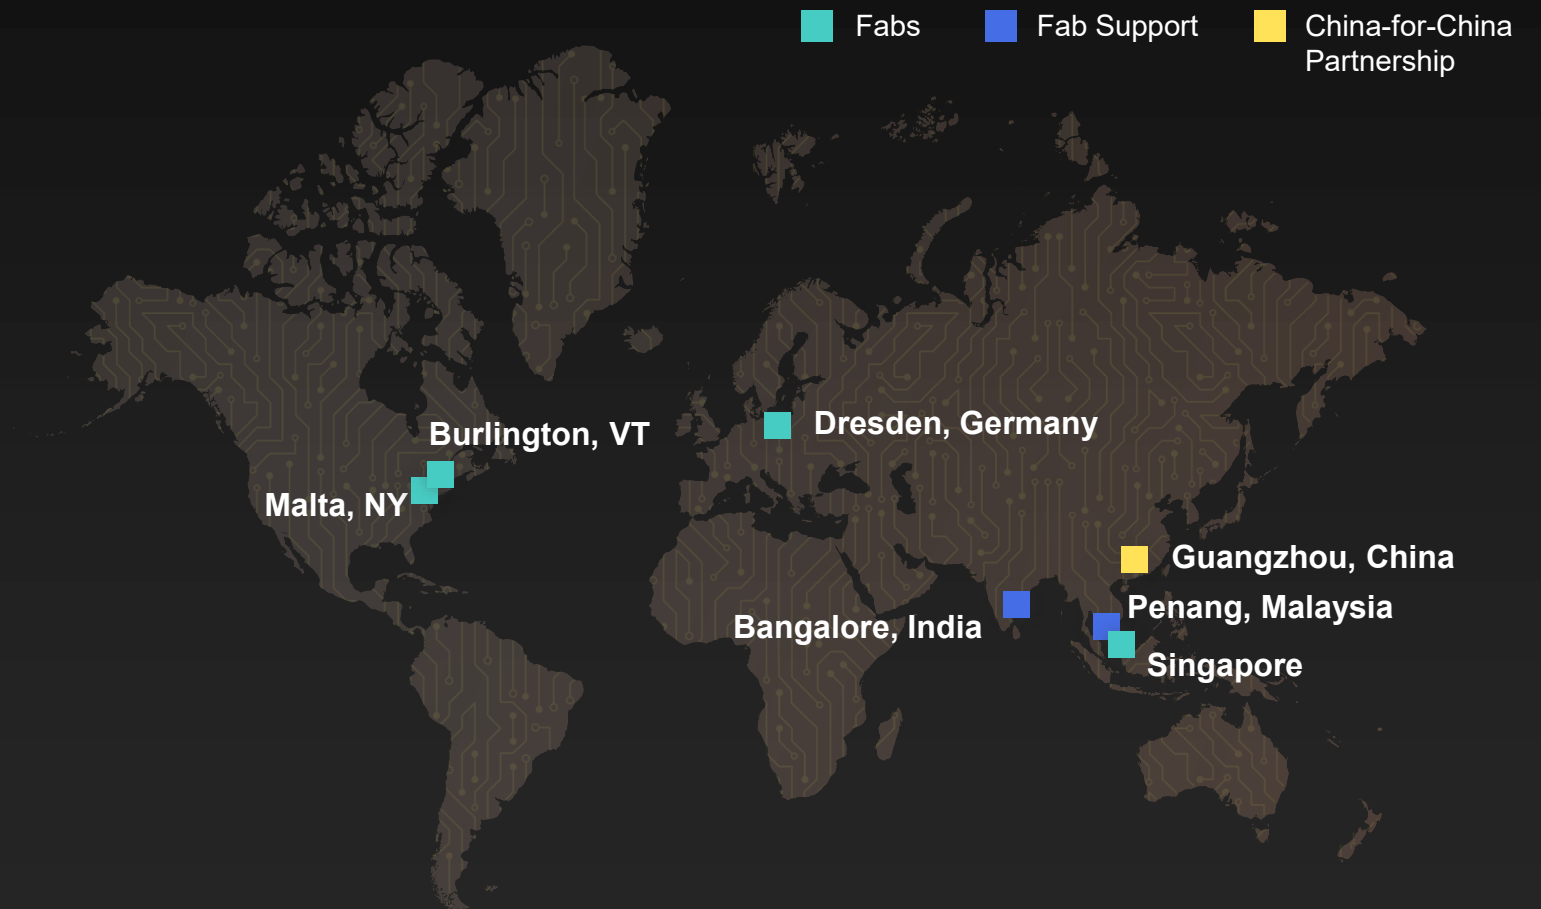 Fabs
Fab Support
China-for-China
Partnership
Burlington, VT
Dresden, Germany
Malta, NY
Guangzhou, China
Penang, Malaysia
Bangalore, India
Singapore